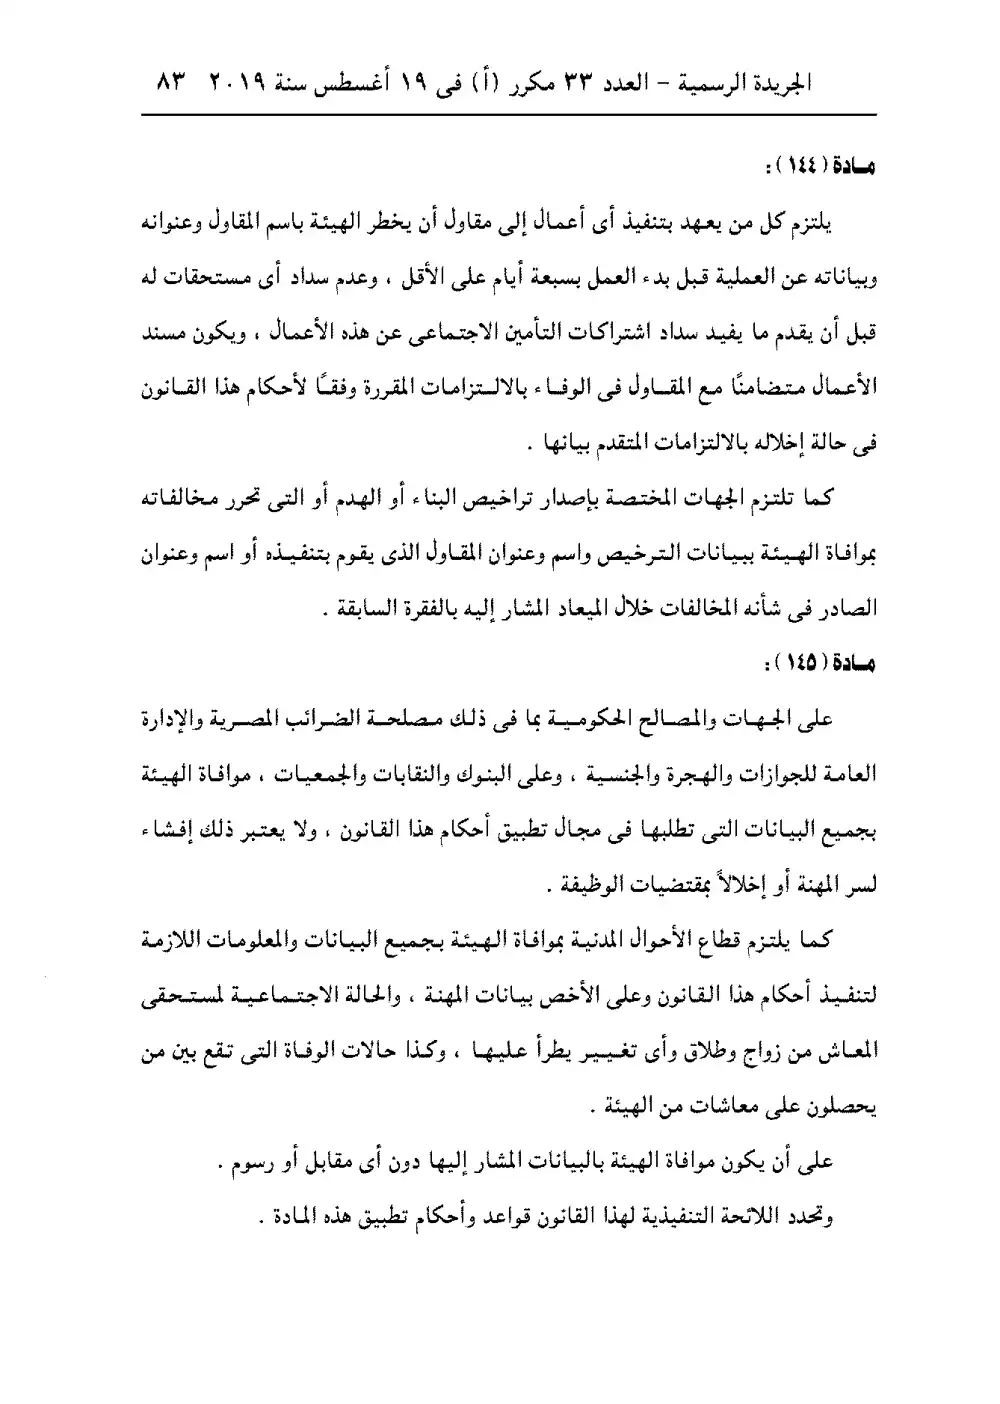 الجريدة الرسمية - العدد ٣٣ مكرر (أ) فى ١٩ أغسطس سنة ٢٠١٩ ٨٣
مادة (١٤٤) :
يلتزم كل من يعهد بتنفيذ أى أعمال إلى مقاول أن يخطر الهيئة باسم المقاول وعنوانه
وبياناته عن العملية قبل بدء العمل بسبعة أيام على الأقل ، وعدم سداد أى مستحقات له
قبل أن يقدم ما يفيد سداد اشتراكات التأمين الاجتماعى عن هذه الأعمال ، ويكون مسند
الأعمال متضامنًا مع المقاول فى الوفاء بالالتزامات المقررة وفقًا لأحكام هذا القانون
فى حالة إخلاله بالالتزامات المتقدم بيانها .
كما تلتزم الجهات المختصة بإصدار تراخيص البناء أو الهدم أو التى تحرر مخالفاته
بموافاة الهيئة ببيانات الترخيص واسم وعنوان المقاول الذى يقوم بتنفيذه أو اسم وعنوان
الصادر فى شأنه المخالفات خلال الميعاد المشار إليه بالفقرة السابقة .
مادة (١٤٥) :
على الجهات والمصالح الحكومية بما فى ذلك مصلحة الضرائب المصرية والإدارة
العامة للجوازات والهجرة والجنسية ، وعلى البنوك والنقابات والجمعيات ، موافاة الهيئة
بجميع البيانات التى تطلبها فى مجال تطبيق أحكام هذا القانون ، ولا يعتبر ذلك إفشاء
لسر المهنة أو إخلالاً بمقتضيات الوظيفة .
كما يلتزم قطاع الأحوال المدنية بموافاة الهيئة بجميع البيانات والمعلومات اللازمة
لتنفيذ أحكام هذا القانون وعلى الأخص بيانات المهنة ، والحالة الاجتماعية لمستحقى
المعاش من زواج وطلاق وأى تغيير يطرأ عليها ، وكذا حالات الوفاة التى تقع بين من
يحصلون على معاشات من الهيئة .
على أن يكون موافاة الهيئة بالبيانات المشار إليها دون أى مقابل أو رسوم .
وتحدد اللائحة التنفيذية لهذا القانون قواعد وأحكام تطبيق هذه المادة .